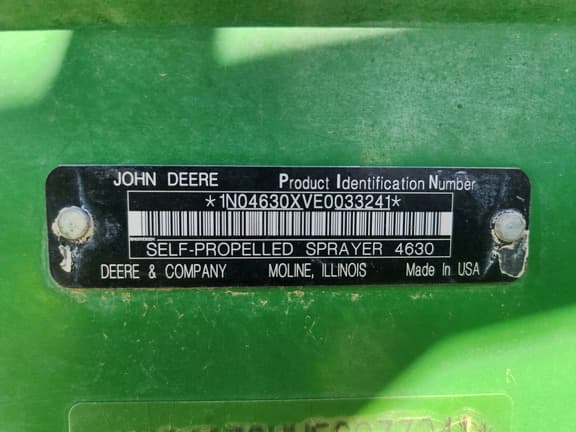 JOHN DEERE Product Identification Number
*1N04630XVE0033241*
SELF-PROPELLED SPRAYER 4630
DEERE & COMPANY MOLINE, ILLINOIS Made In USA